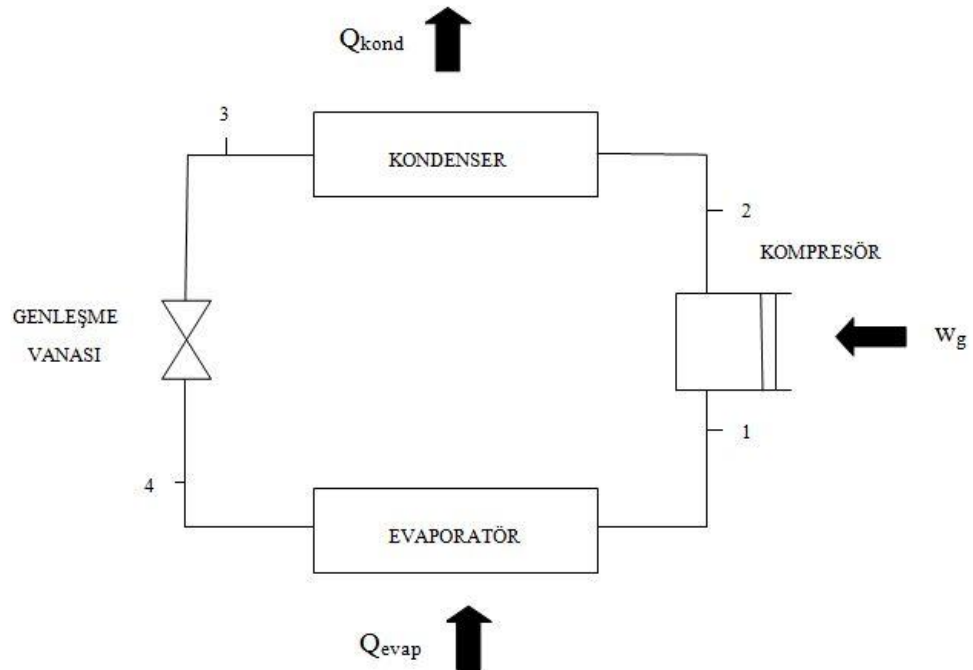 Qkond
3
KONDENSER
2
KOMPRESÖR
GENLEŞME
VANASI
wg
1
4
EVAPORATÖR
Qevap